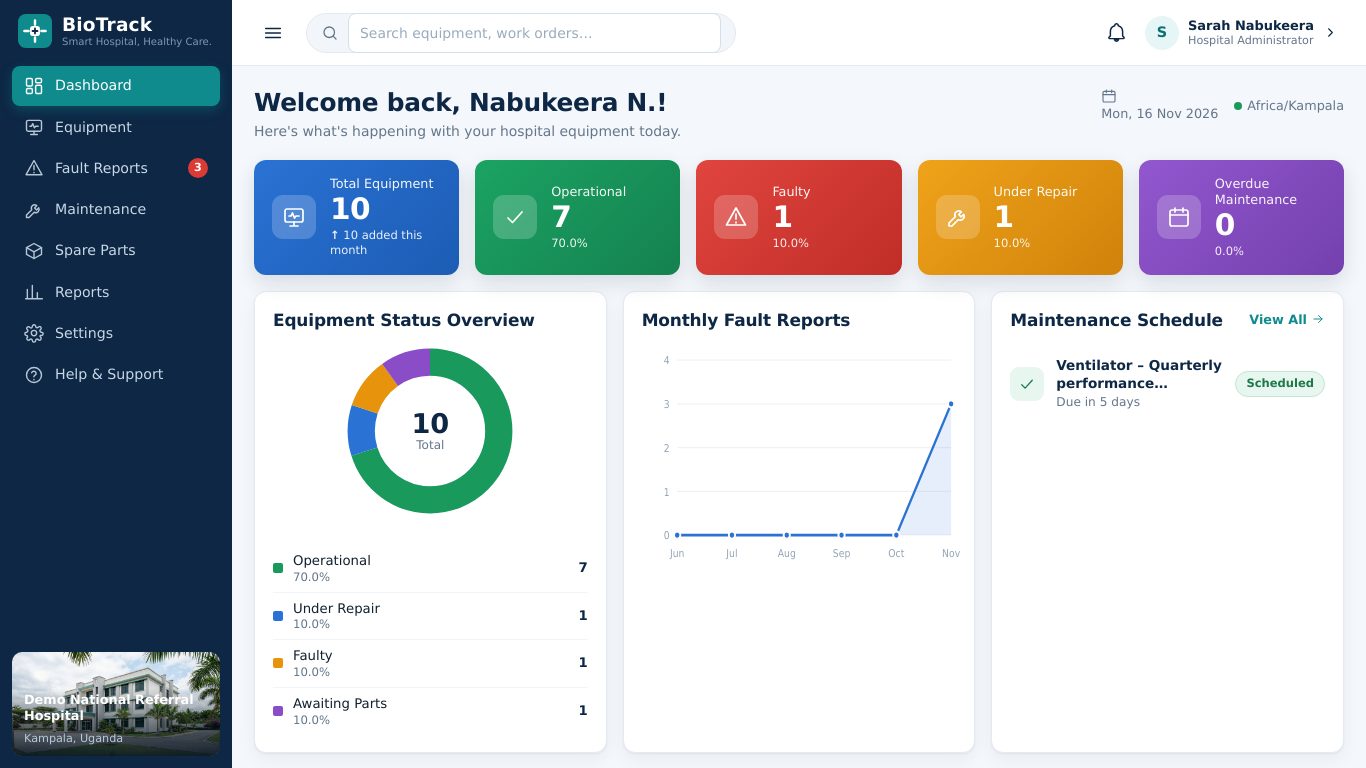 BioTrack
Smart Hospital, Healthy Care.
Dashboard
Equipment
Fault Reports
3
Maintenance
Spare Parts
Reports
Settings
Help & Support
Demo National Referral
Hospital
Kampala, Uganda
Search equipment, work orders...
S
Sarah Nabukeera
Hospital Administrator
Welcome back, Nabukeera N.!
Here's what's happening with your hospital equipment today.
Mon, 16 Nov 2026
Africa/Kampala
Total Equipment
10
↑ 10 added this
month
Operational
7
70.0%
Faulty
1
10.0%
Under Repair
1
10.0%
Overdue
Maintenance
0
0.0%
Equipment Status Overview
10
Total
Operational
70.0%
7
Under Repair
10.0%
1
Faulty
10.0%
1
Awaiting Parts
10.0%
1
Monthly Fault Reports
4
3
2
1
0
Jun Jul Aug Sep Oct Nov
Maintenance Schedule
View All →
Ventilator – Quarterly
performance...
Due in 5 days
Scheduled